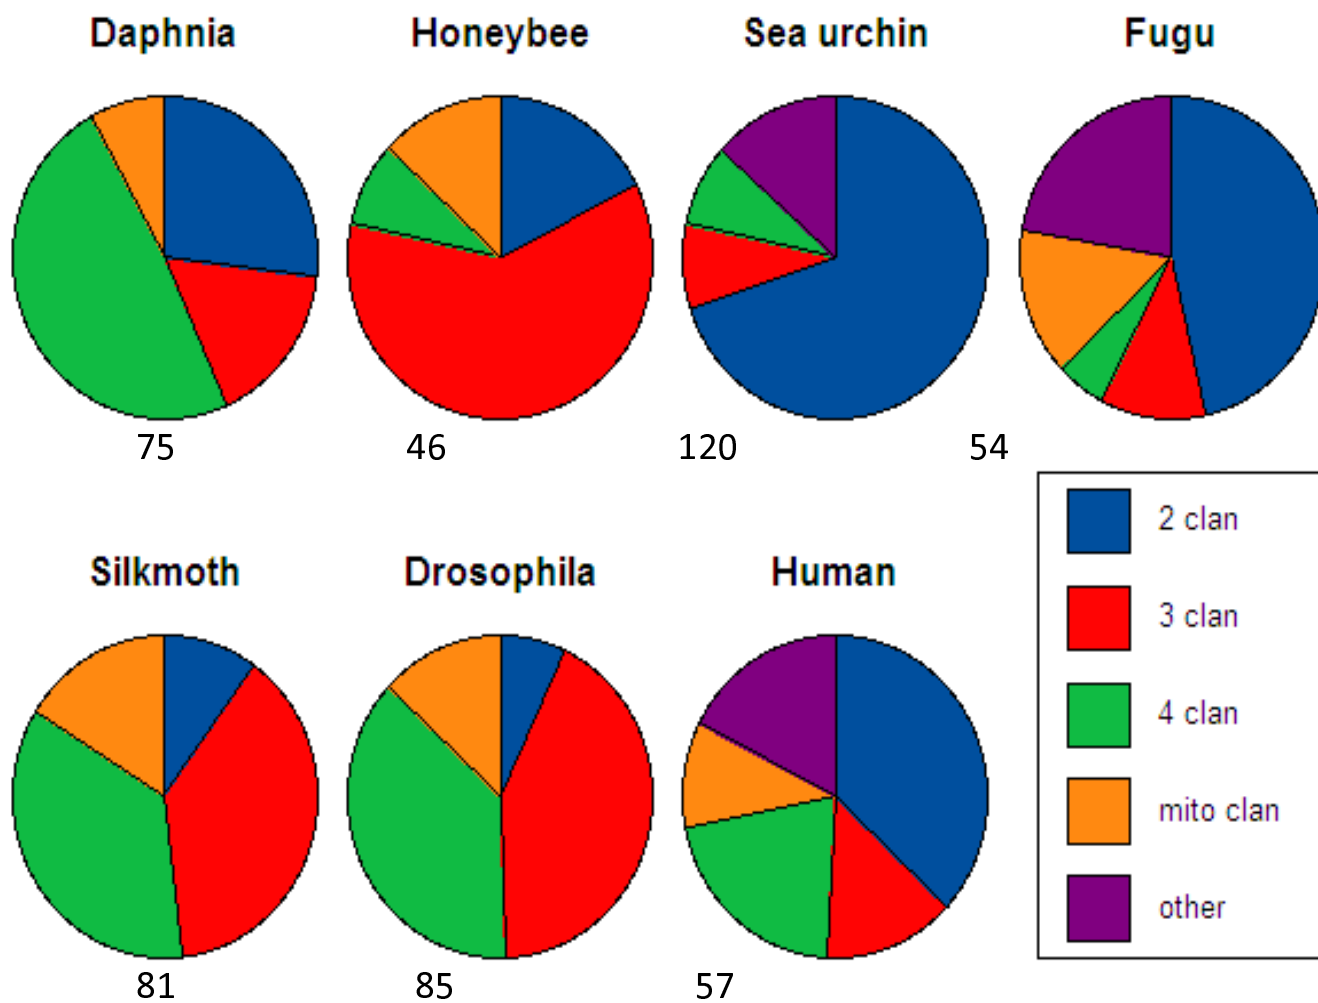 Daphnia
Honeybee
Sea urchin
Fugu
75
46
120
54
Silkmoth
Drosophila
Human
81
85
57
2 clan
3 clan
4 clan
mito clan
other